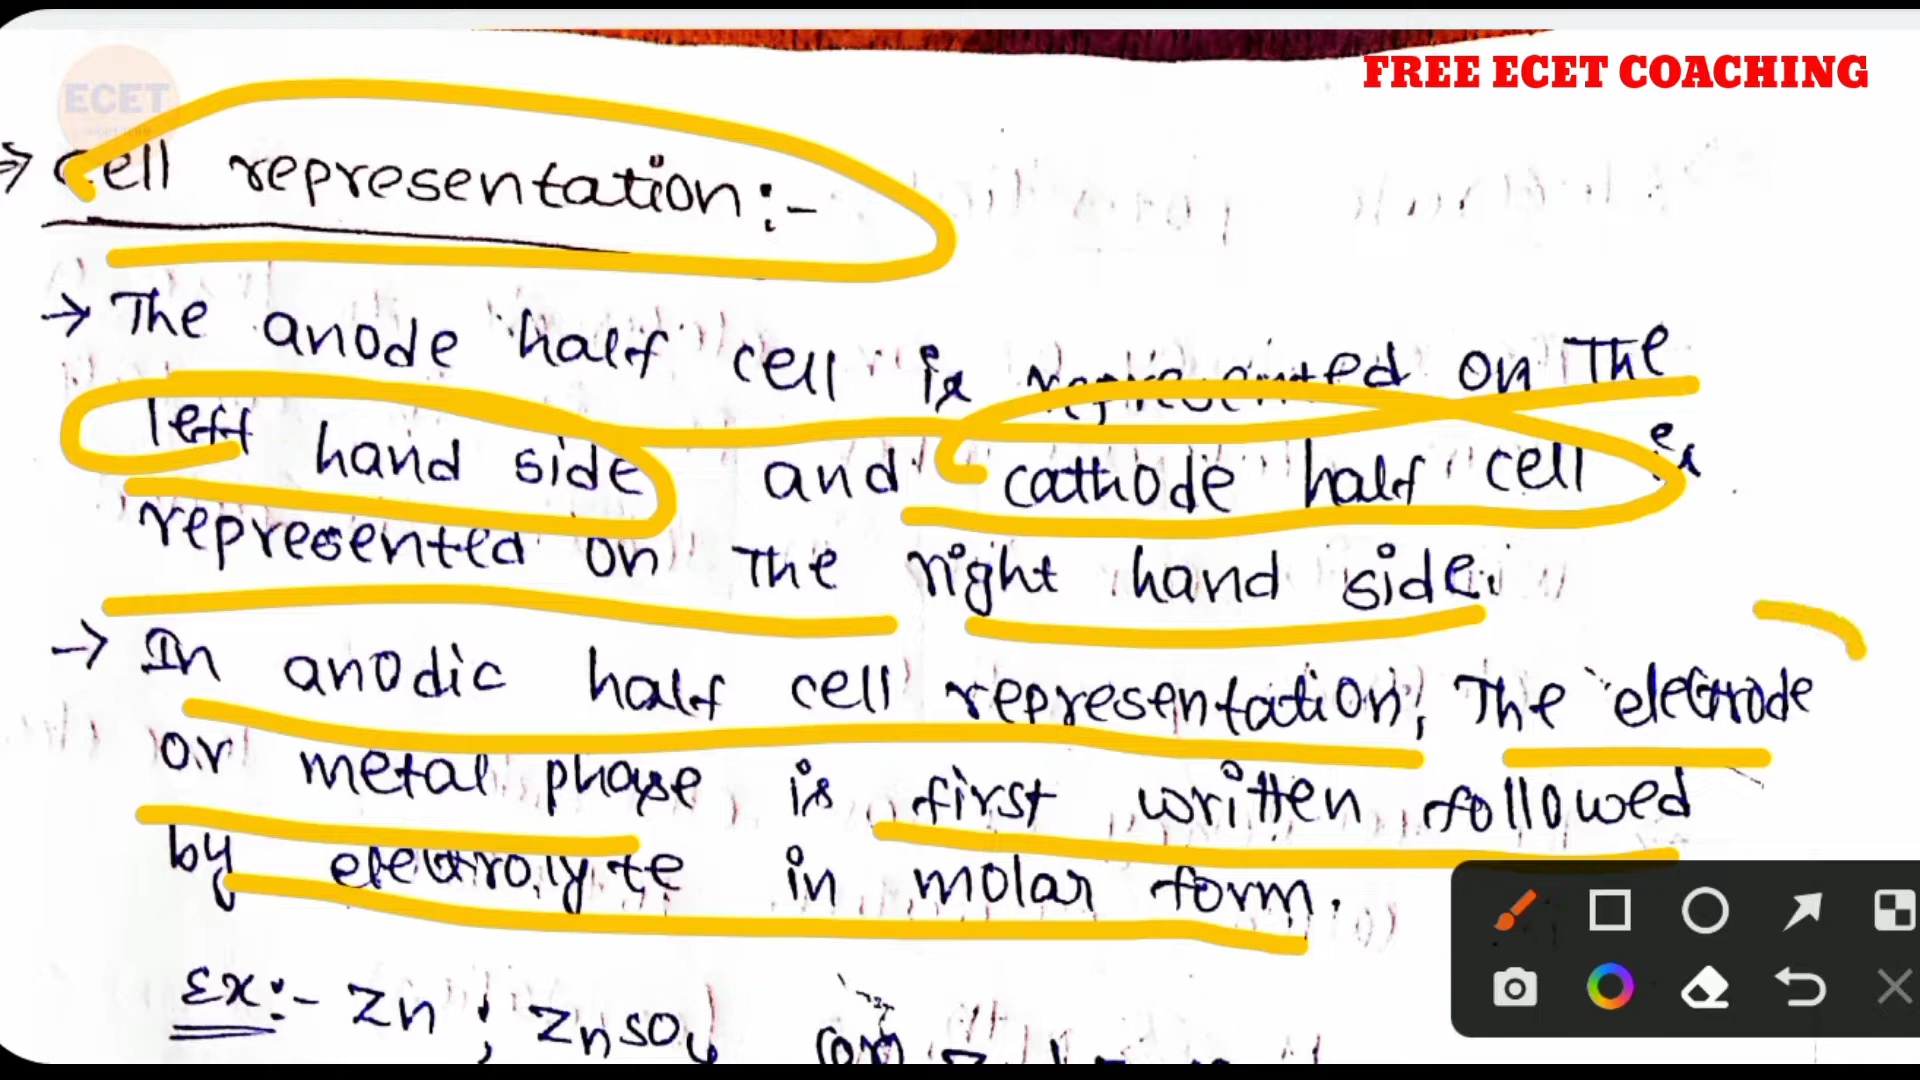 FREE ECET COACHING
ECET
→ Cell representation:-
→ The anode half cell is represented on the
left hand side and cathode half cell is
represented on the right hand side.
→ In anodic half cell representation, The electrode
or metal phase is first written followed
by electrolyte in molar form.
Ex:- Zn ; ZnSO4 (or)